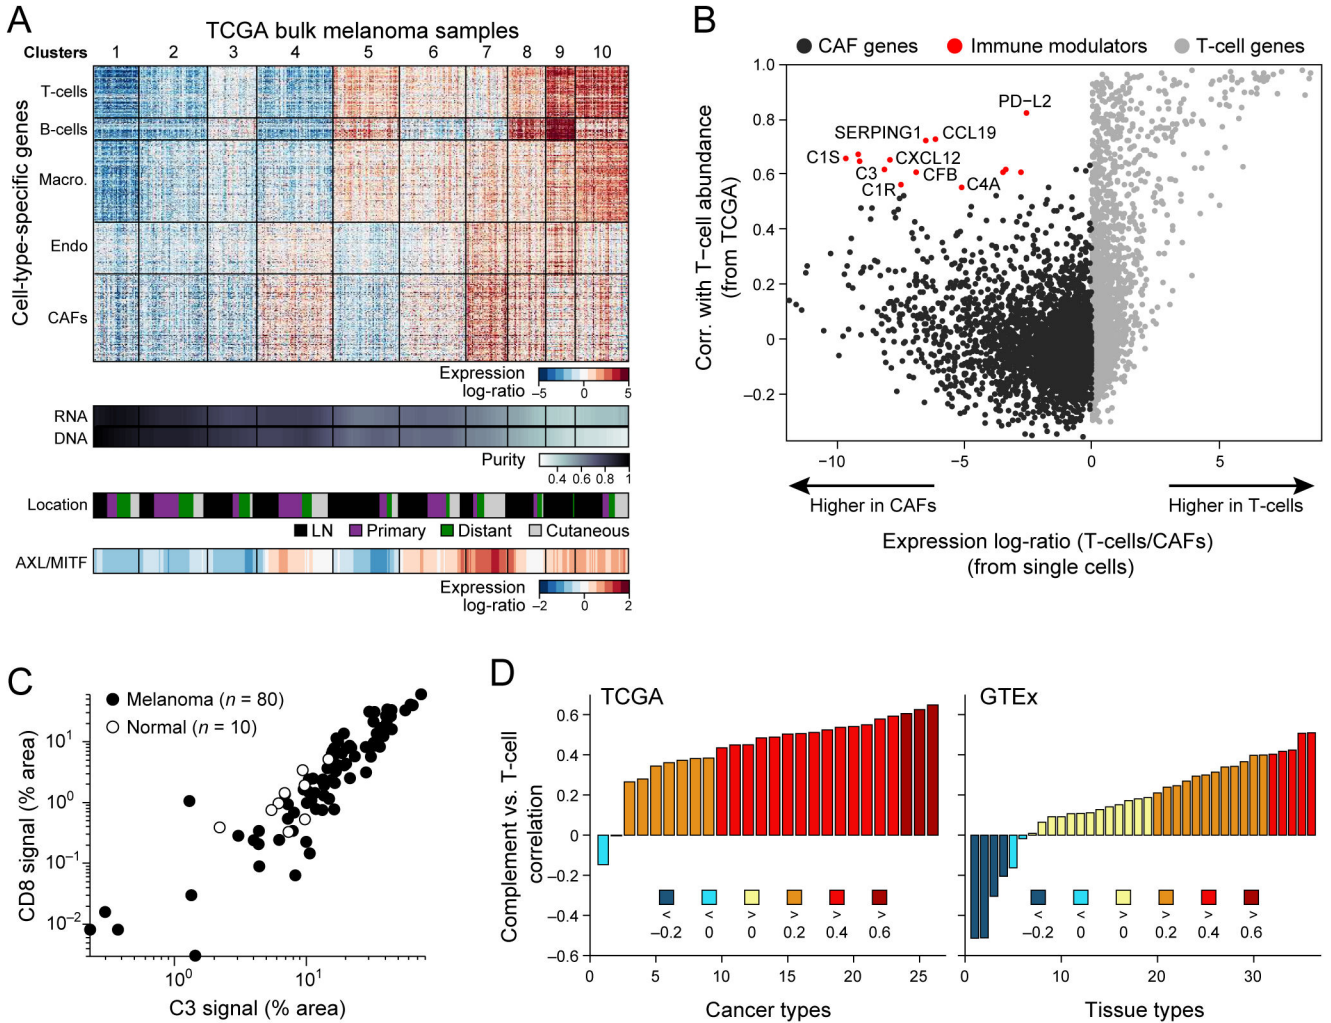 A
TCGA bulk melanoma samples
Clusters 1 2 3 4 5 6 7 8 9 10
Cell-type-specific genes
T-cells
B-cells
Macro.
Endo
CAFs
Expression
log-ratio
−5 0 5
RNA
DNA
Purity
0.4 0.6 0.8 1
Location
LN Primary Distant Cutaneous
AXL/MITF
Expression
log-ratio
−2 0 2
B
CAF genes Immune modulators T-cell genes
Corr. with T−cell abundance
(from TCGA)
1.0
0.8
0.6
0.4
0.2
0
−0.2
PD−L2
SERPING1 CCL19
C1S CXCL12
C3 CFB
C1R C4A
−10 −5 0 5
Higher in CAFs Higher in T-cells
Expression log-ratio (T-cells/CAFs)
(from single cells)
C
Melanoma (n = 80)
Normal (n = 10)
CD8 signal (% area)
10¹
10⁰
10⁻¹
10⁻²
10⁰ 10¹
C3 signal (% area)
D
Complement vs. T-cell
correlation
TCGA
0.6
0.4
0.2
0
−0.2
−0.4
−0.6
< < > > > >
−0.2 0 0 0.2 0.4 0.6
0 5 10 15 20 25
Cancer types
GTEx
< < > > > >
−0.2 0 0 0.2 0.4 0.6
0 10 20 30
Tissue types